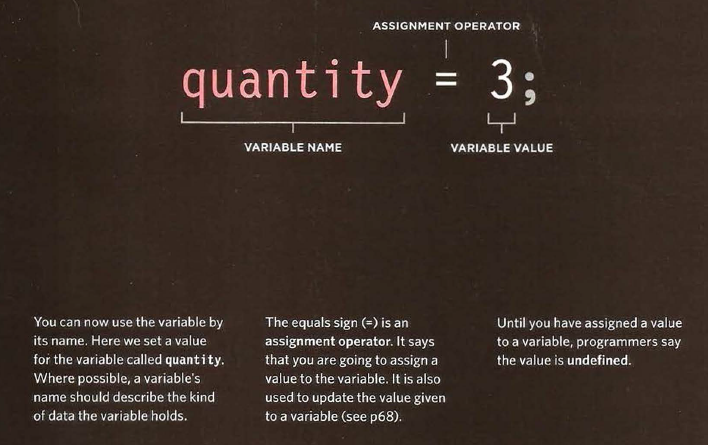 ASSIGNMENT OPERATOR
quantity = 3;
VARIABLE NAME
VARIABLE VALUE
You can now use the variable by
its name. Here we set a value
for the variable called quantity.
Where possible, a variable's
name should describe the kind
of data the variable holds.
The equals sign (=) is an
assignment operator. It says
that you are going to assign a
value to the variable. It is also
used to update the value given
to a variable (see p68).
Until you have assigned a value
to a variable, programmers say
the value is undefined.